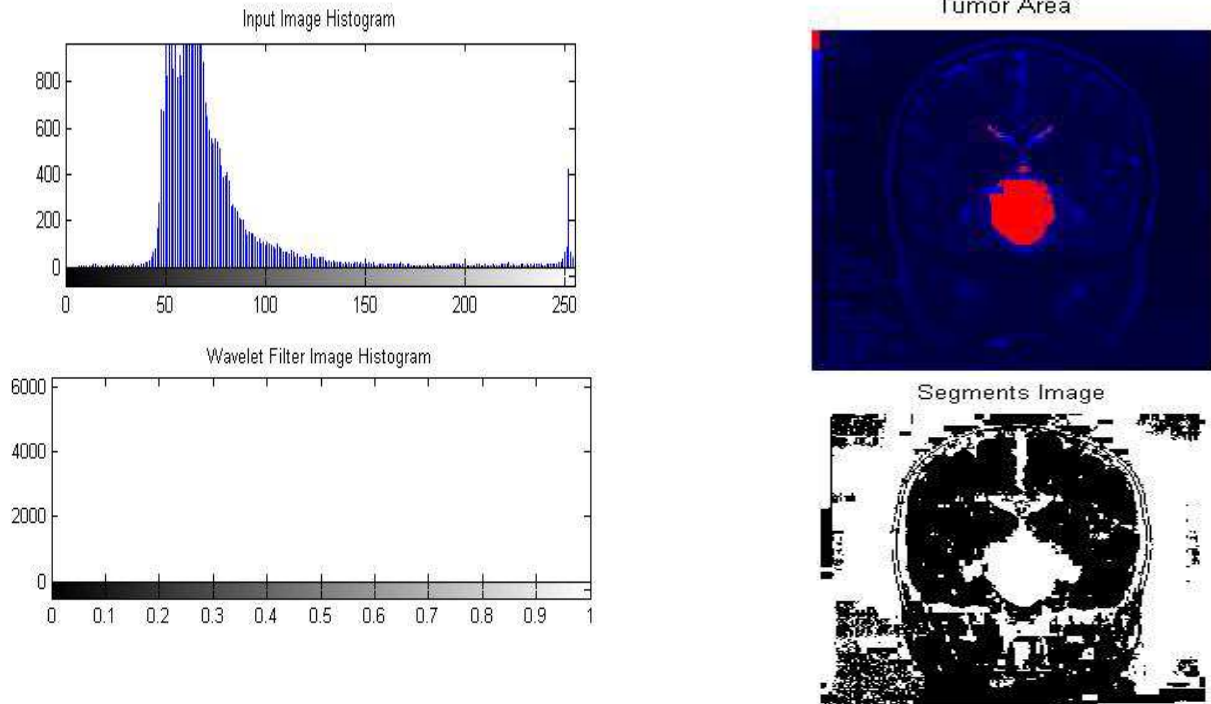 Input Image Histogram
800
600
400
200
0
0 50 100 150 200 250
Wavelet Filter Image Histogram
6000
4000
2000
0
0 0.1 0.2 0.3 0.4 0.5 0.6 0.7 0.8 0.9 1
Tumor Area
Segments Image